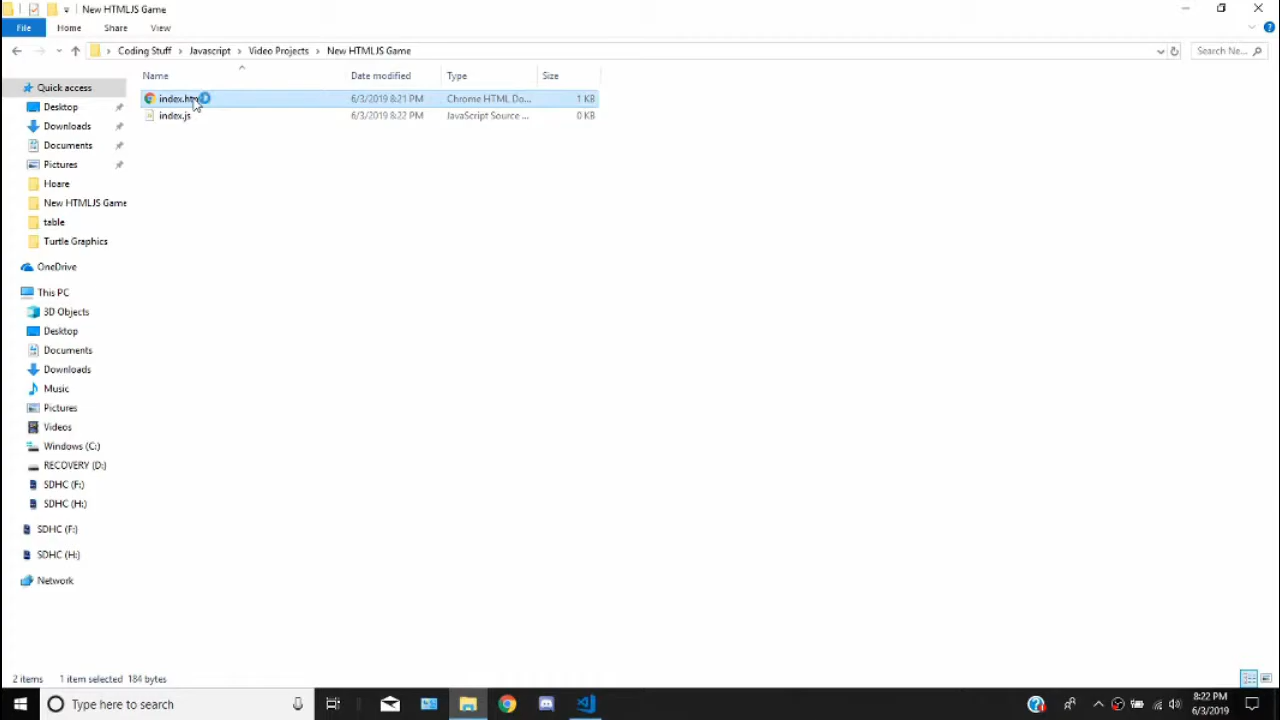 New HTMLJS Game
File Home Share View
Coding Stuff Javascript Video Projects New HTMLJS Game Search Ne...
Name Date modified Type Size
Quick access
Desktop
Downloads
Documents
Pictures
Hoare
New HTMLJS Game
table
Turtle Graphics
OneDrive
This PC
3D Objects
Desktop
Documents
Downloads
Music
Pictures
Videos
Windows (C:)
RECOVERY (D:)
SDHC (F:)
SDHC (H:)
SDHC (F:)
SDHC (H:)
Network
6/3/2019 8:21 PM Chrome HTML Do... 1 KB
index.js 6/3/2019 8:22 PM JavaScript Source ... 0 KB
2 items 1 item selected 184 bytes
Type here to search
8:22 PM
6/3/2019